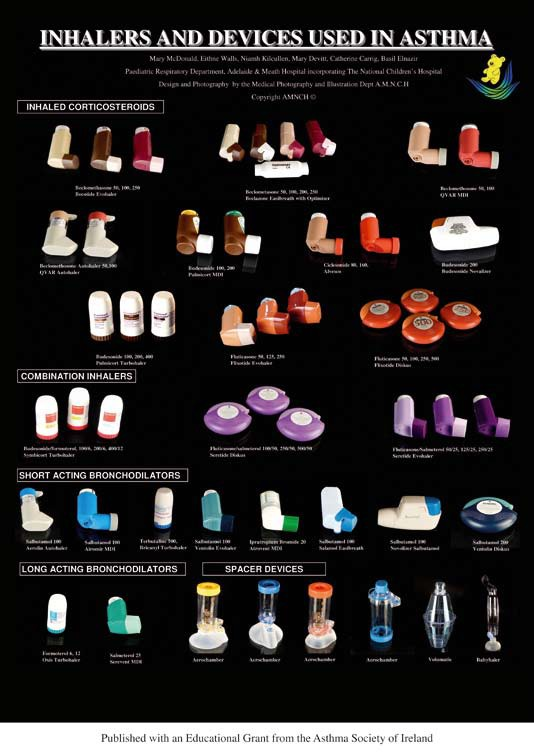 INHALERS AND DEVICES USED IN ASTHMA
Mary McDonald, Eithne Walls, Niamh Kilcullen, Mary Devitt, Catherine Carrig, Basil Elnazir
Paediatric Respiratory Department, Adelaide & Meath Hospital incorporating The National Children's Hospital
Design and Photography by the Medical Photography and Illustration Dept A.M.N.C.H
Copyright AMNCH ©
INHALED CORTICOSTEROIDS
Beclomethasone 50, 100, 250
Becotide Evohaler
Beclometasone 50, 100, 200, 250
Beclazone Easibreath with Optimiser
Beclomethosone 50, 100
QVAR MDI
Beclomethosone Autohaler 50,100
QVAR Autohaler
Budesonide 100, 200
Pulmicort MDI
Ciclesonide 80, 160.
Alvesco
Budesonide 200
Budesonide Novalizer
Budesonide 100, 200, 400
Pulmicort Turbohaler
Fluticasone 50, 125, 250
Flixotide Evohaler
Fluticasone 50, 100, 250, 500
Flixotide Diskus
COMBINATION INHALERS
Budesonide/formoterol, 100/6, 200/6, 400/12
Symbicort Turbohaler
Fluticasone/salmeterol 100/50, 250/50, 500/50
Seretide Diskus
Fluticasone/Salmeterol 50/25, 125/25, 250/25
Seretide Evohaler
SHORT ACTING BRONCHODILATORS
Salbutamol 100
Aerolin Autohaler
Salbutamol 100
Airomir MDI
Terbutaline 500,
Bricanyl Turbohaler
Salbutamol 100
Ventolin Evohaler
Ipratropium Bromide 20
Atrovent MDI
Salbutamol 100
Salamol Easibreath
Salbutamol 100
Novolizer Salbutamol
Salbutamol 200
Ventolin Diskus
LONG ACTING BRONCHODILATORS
SPACER DEVICES
Formoterol 6, 12
Oxis Turbohaler
Salmeterol 25
Serevent MDI
Aerochamber
Aerochamber
Aerochamber
Aerochamber
Volumatic
Babyhaler
Published with an Educational Grant from the Asthma Society of Ireland